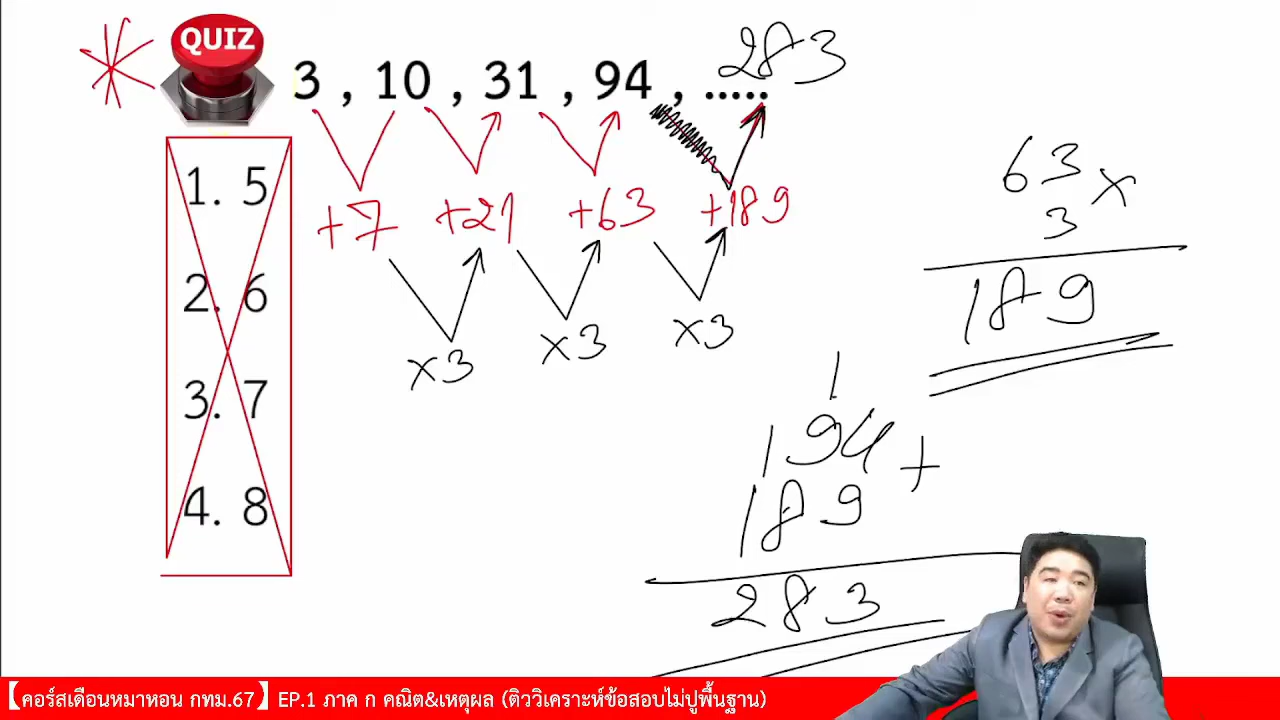 QUIZ
3 , 10 , 31 , 94 , .....
283
+7 +21 +63 +189
x3 x3 x3
1. 5
2. 6
3. 7
4. 8
63 x
3
189
1 1
94 +
189
283
【คอร์สเดือนหมาหอน กทม.67】 EP.1 ภาค ก คณิต&เหตุผล (ติววิเคราะห์ข้อสอบไม่ปูพื้นฐาน)